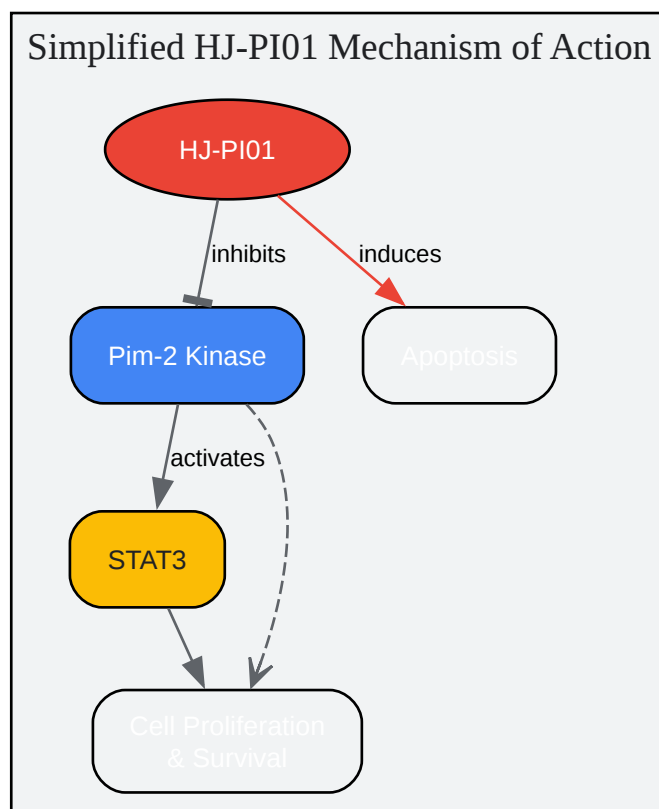 Simplified HJ-PI01 Mechanism of Action
HJ-PI01
inhibits
induces
Pim-2 Kinase
Apoptosis
activates
STAT3
Cell Proliferation
& Survival